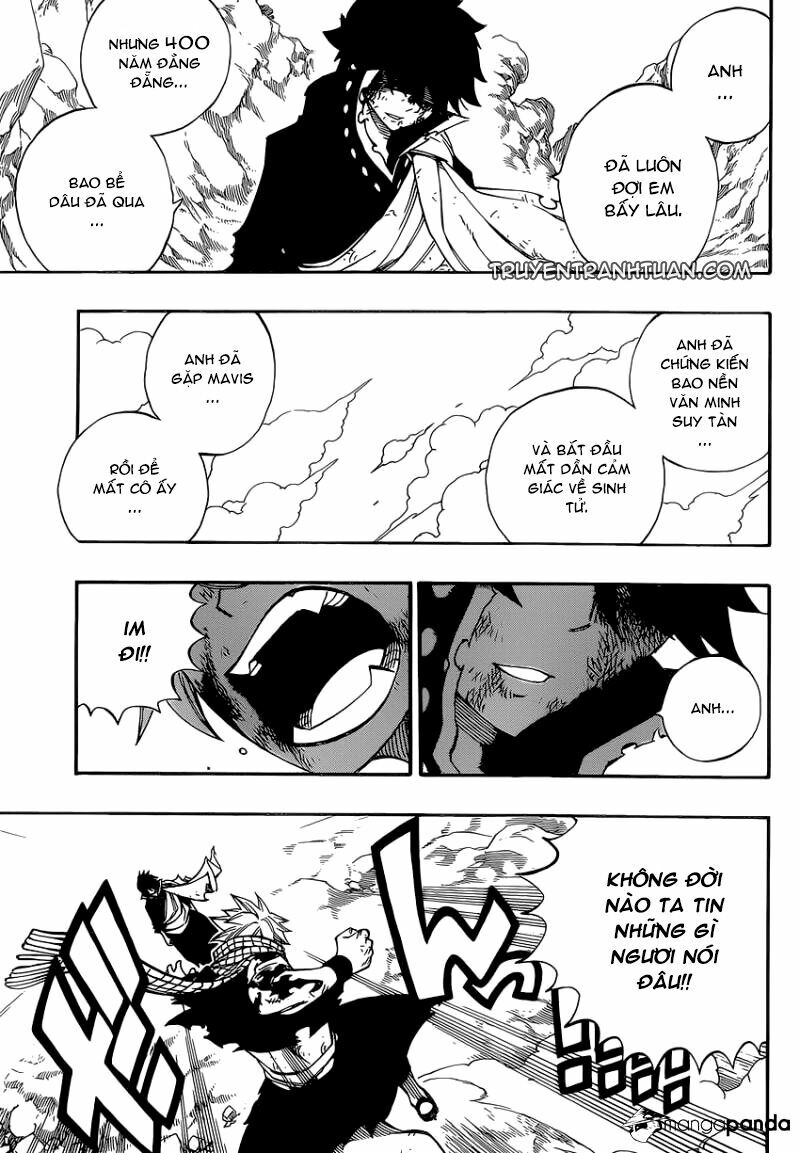 ANH
...
ĐÃ LUÔN
ĐỢI EM
BẤY LÂU.
NHƯNG 400
NĂM ĐẰNG
ĐẴNG...
BAO BỂ
DÂU ĐÃ QUA
...
TRUYENTRANHTUAN.COM
ANH ĐÃ
CHỨNG KIẾN
BAO NỀN
VĂN MINH
SUY TÀN
...
VÀ BẮT ĐẦU
MẤT DẦN CẢM
GIÁC VỀ SINH
TỬ.
ANH ĐÃ
GẶP MAVIS
...
RỒI ĐỂ
MẤT CÔ ẤY
...
ANH...
IM
ĐI!!
KHÔNG ĐỜI
NÀO TA TIN
NHỮNG GÌ
NGƯƠI NÓI
ĐÂU!!
mangapanda